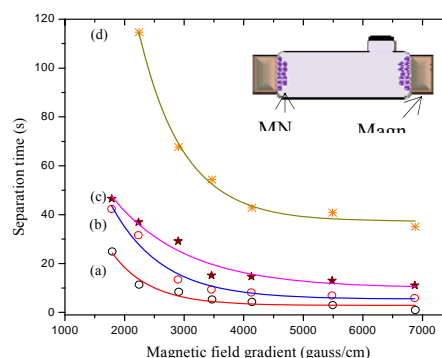 (d)
120
100
80
60
40
20
0
(c)
(b)
(a)
Separation time (s)
MN
Magn
1000 2000 3000 4000 5000 6000 7000
Magnetic field gradient (gauss/cm)